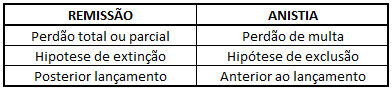 REMISSÃO ANISTIA
Perdão total ou parcial Perdão de multa
Hipotese de extinção Hipótese de exclusão
Posterior lançamento Anterior ao lançamento